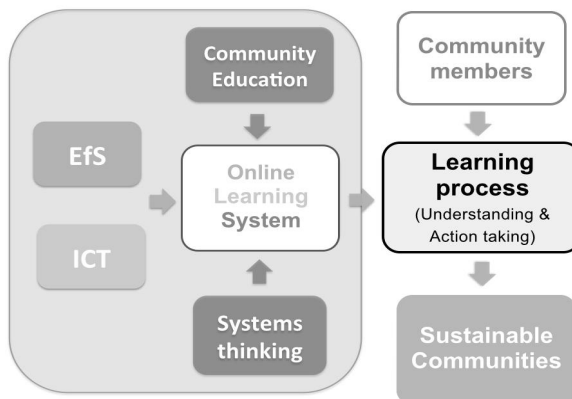 Community
Education
EfS
ICT
Online
Learning
System
Systems
thinking
Community
members
Learning
process
(Understanding &
Action taking)
Sustainable
Communities